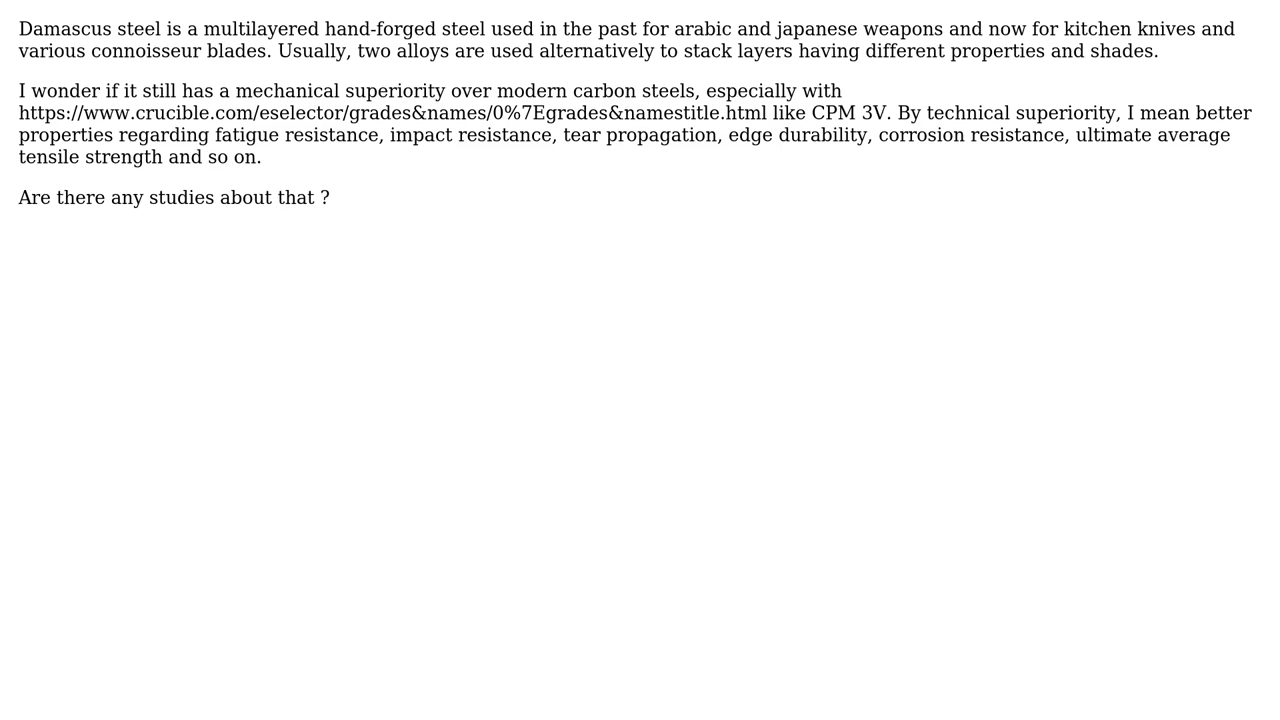 Damascus steel is a multilayered hand-forged steel used in the past for arabic and japanese weapons and now for kitchen knives and
various connoisseur blades. Usually, two alloys are used alternatively to stack layers having different properties and shades.
I wonder if it still has a mechanical superiority over modern carbon steels, especially with
https://www.crucible.com/eselector/grades&names/0%7Egrades&namestitle.html like CPM 3V. By technical superiority, I mean better
properties regarding fatigue resistance, impact resistance, tear propagation, edge durability, corrosion resistance, ultimate average
tensile strength and so on.
Are there any studies about that ?